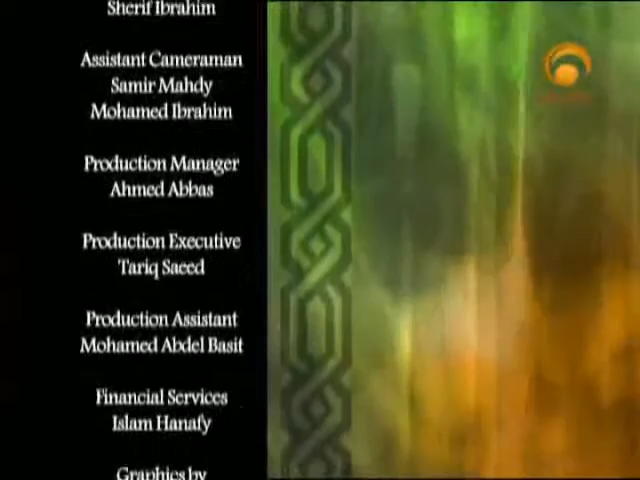 Sherif Ibrahim
Assistant Cameraman
Samir Mahdy
Mohamed Ibrahim
Production Manager
Ahmed Abbas
Production Executive
Tariq Saeed
Production Assistant
Mohamed Abdel Basit
Financial Services
Islam Hanafy
Graphics by